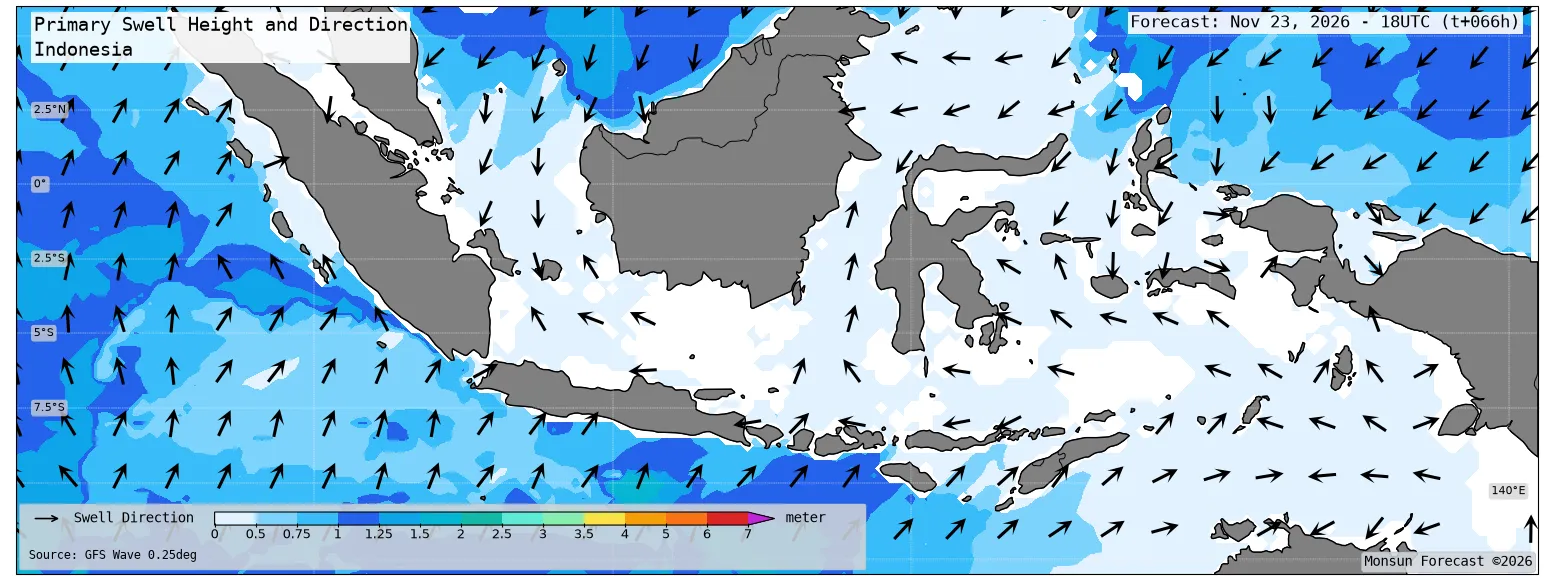 Primary Swell Height and Direction
Indonesia
Forecast: Nov 23, 2026 - 18UTC (t+066h)
2.5°N
0°
2.5°S
5°S
7.5°S
140°E
Swell Direction
0 0.5 0.75 1 1.25 1.5 2 2.5 3 3.5 4 5 6 7
meter
Source: GFS Wave 0.25deg
Monsun Forecast ©2026